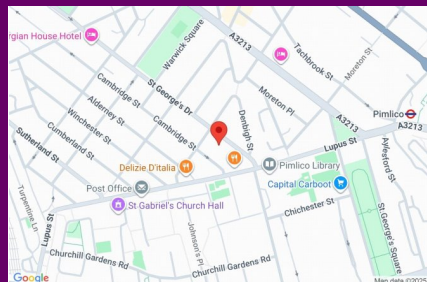 rgian House Hotel
Warwick Square
A3213
Tachbrook St
Moreton St
St George's Dr
Cambridge St
Alderney St
Winchester St
Cumberland St
Sutherland St
Cambridge St
Moreton Pl
Denbigh St
A3213
Pimlico
A3213
Lupus St
Aylesford St
Delizie D'italia
Pimlico Library
Post Office
Capital Carboot
St Gabriel's Church Hall
Chichester St
Turpentine Ln
Lupus St
Johnson's Pl
St George's Square
Churchill Gardens Rd
Churchill Gardens Rd
Google
Map data ©2025